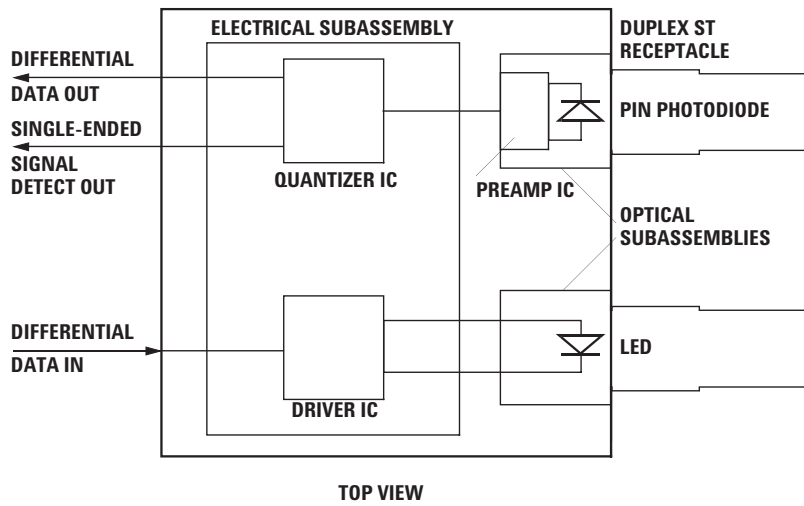 ELECTRICAL SUBASSEMBLY
DUPLEX ST
RECEPTACLE
DIFFERENTIAL
DATA OUT
PIN PHOTODIODE
SINGLE-ENDED
SIGNAL
DETECT OUT
QUANTIZER IC
PREAMP IC
OPTICAL
SUBASSEMBLIES
DIFFERENTIAL
DATA IN
LED
DRIVER IC
TOP VIEW